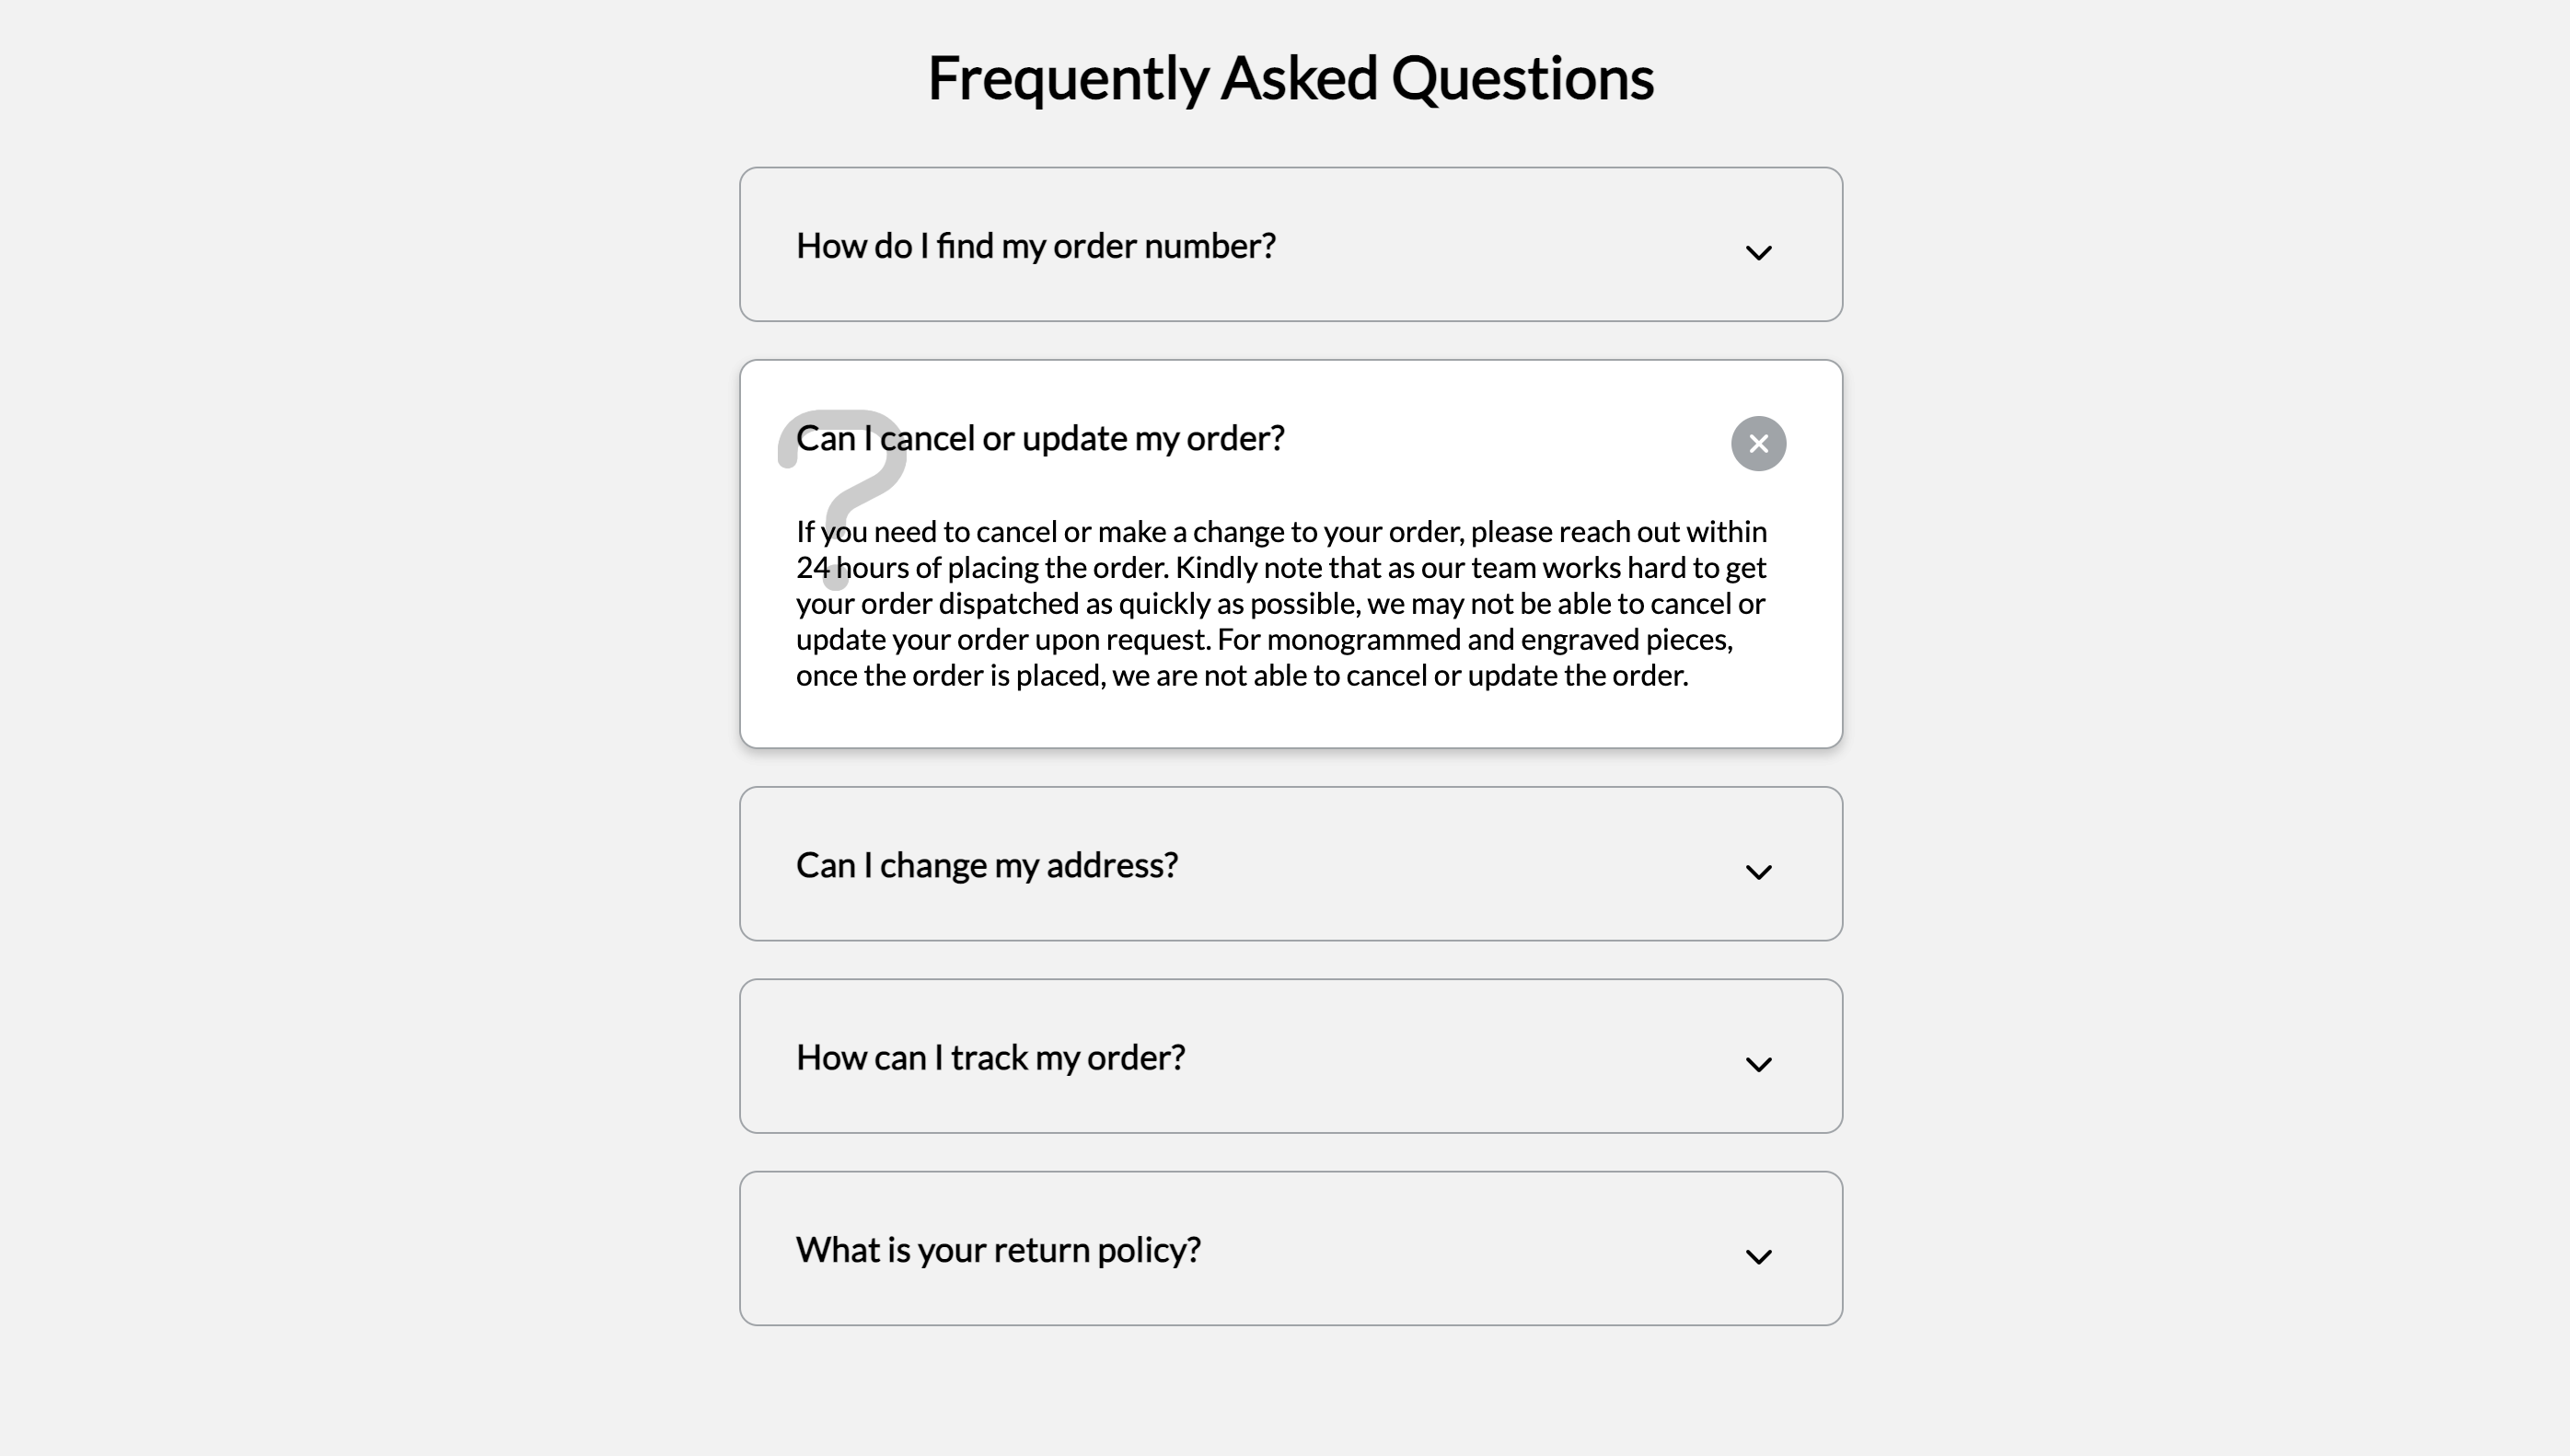 Frequently Asked Questions
How do I find my order number?
Can I cancel or update my order?
If you need to cancel or make a change to your order, please reach out within
24 hours of placing the order. Kindly note that as our team works hard to get
your order dispatched as quickly as possible, we may not be able to cancel or
update your order upon request. For monogrammed and engraved pieces,
once the order is placed, we are not able to cancel or update the order.
Can I change my address?
How can I track my order?
What is your return policy?